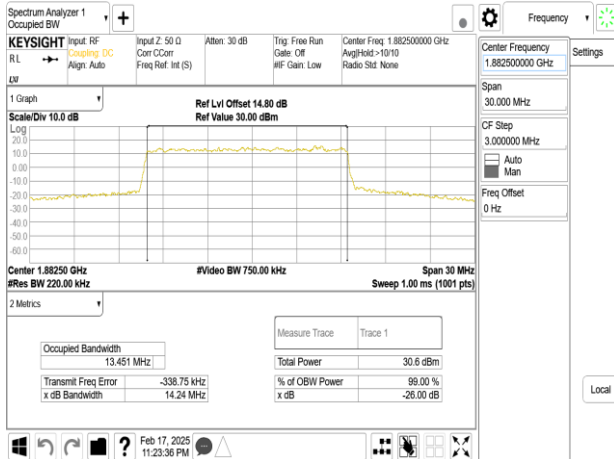 Spectrum Analyzer 1
Occupied BW
Frequency
KEYSIGHT
Input: RF
Coupling: DC
Align: Auto
Input Z: 50 Ω
Corr CCorr
Freq Ref: Int (S)
Atten: 30 dB
Trig: Free Run
Gate: Off
#IF Gain: Low
Center Freq: 1.882500000 GHz
Avg|Hold:>10/10
Radio Std: None
RL
LXI
Center Frequency
1.882500000 GHz
Settings
Span
30.000 MHz
CF Step
3.000000 MHz
Auto
Man
Freq Offset
0 Hz
1 Graph
Scale/Div 10.0 dB
Ref Lvl Offset 14.80 dB
Ref Value 30.00 dBm
Log
20.0
10.0
0.00
-10.0
-20.0
-30.0
-40.0
-50.0
-60.0
Center 1.88250 GHz
#Res BW 220.00 kHz
#Video BW 750.00 kHz
Span 30 MHz
Sweep 1.00 ms (1001 pts)
2 Metrics
Occupied Bandwidth
13.451 MHz
Transmit Freq Error -338.75 kHz
x dB Bandwidth 14.24 MHz
Measure Trace Trace 1
Total Power 30.6 dBm
% of OBW Power 99.00 %
x dB -26.00 dB
Local
Feb 17, 2025
11:23:36 PM